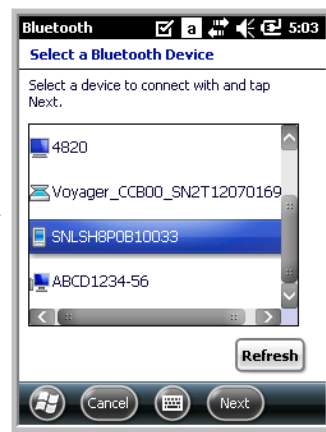 Bluetooth a 5:03
Select a Bluetooth Device
Select a device to connect with and tap
Next.
4820
Voyager_CCB00_SN2T12070169
SNLSH8P0B10033
ABCD1234-56
Refresh
Cancel Next